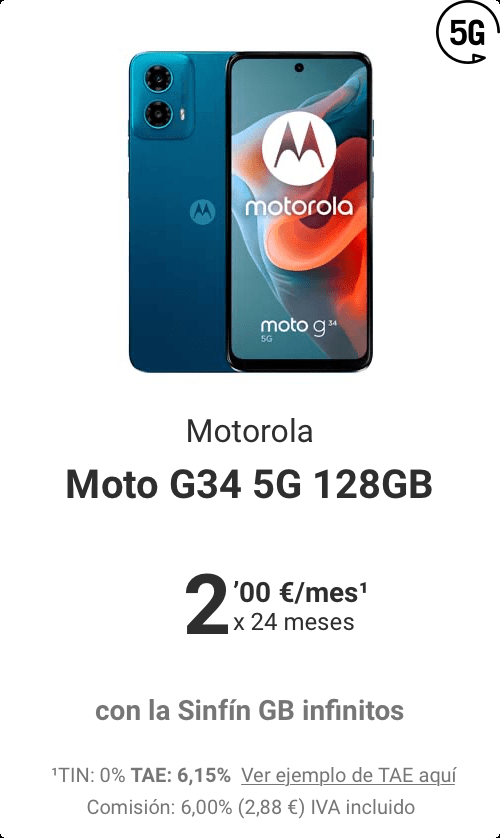 5G
motorola
moto g34
5G
Motorola
Moto G34 5G 128GB
2’00 €/mes¹
x 24 meses
con la Sinfín GB infinitos
¹TIN: 0% TAE: 6,15% Ver ejemplo de TAE aquí
Comisión: 6,00% (2,88 €) IVA incluido